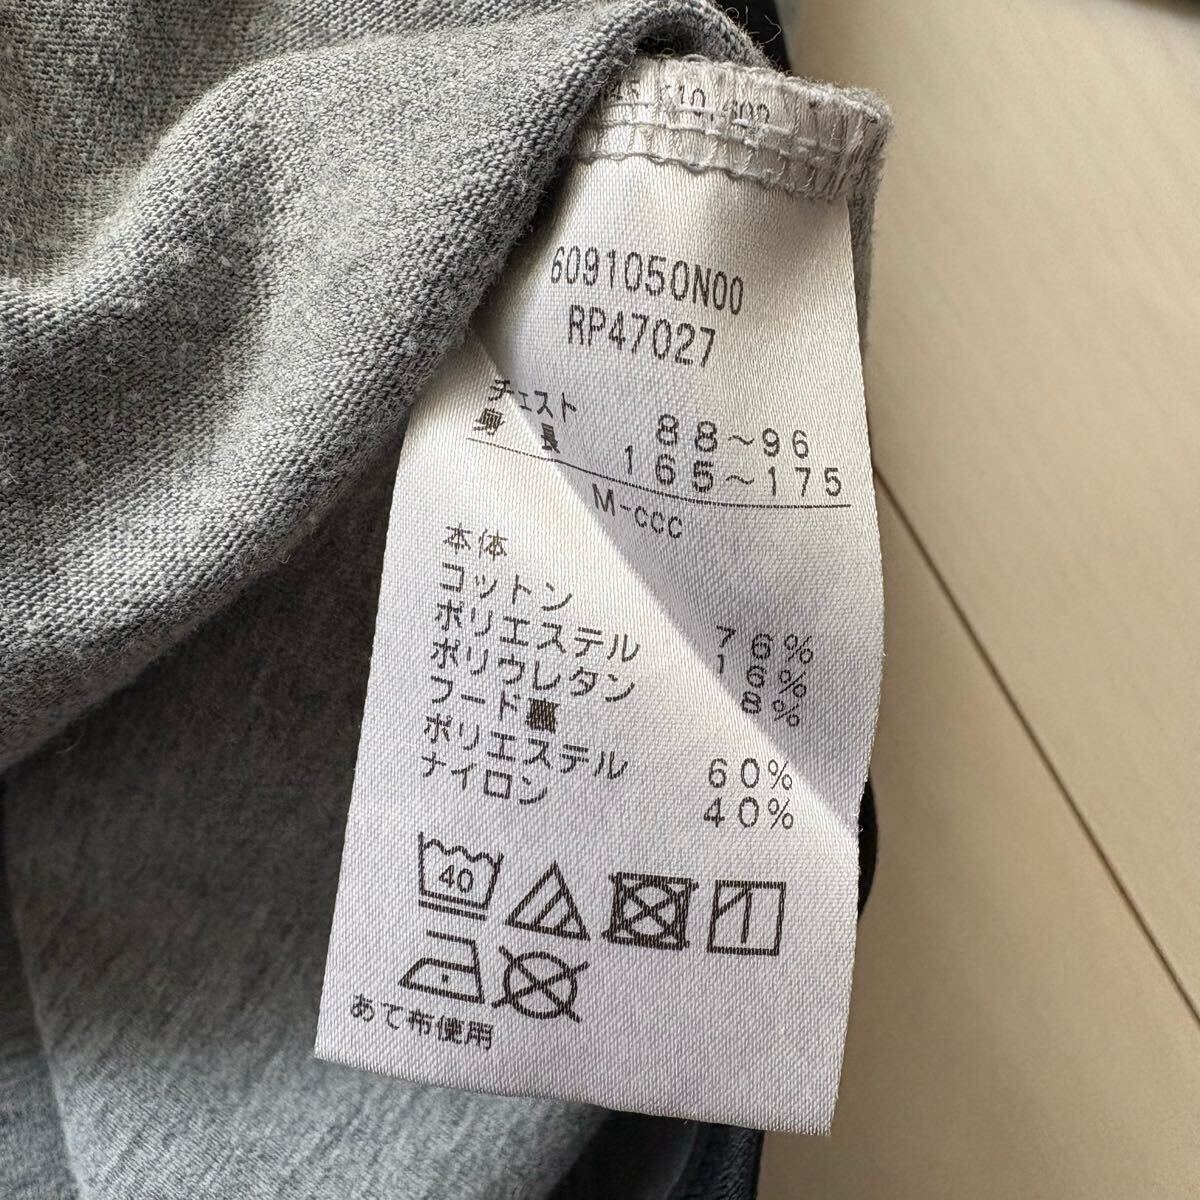 6091050N00
RP47027
チェスト 88~96
身長 165~175
M-ccc
本体
コットン 76%
ポリエステル 16%
ポリウレタン 8%
フード裏
ポリエステル 60%
ナイロン 40%
40
あて布使用